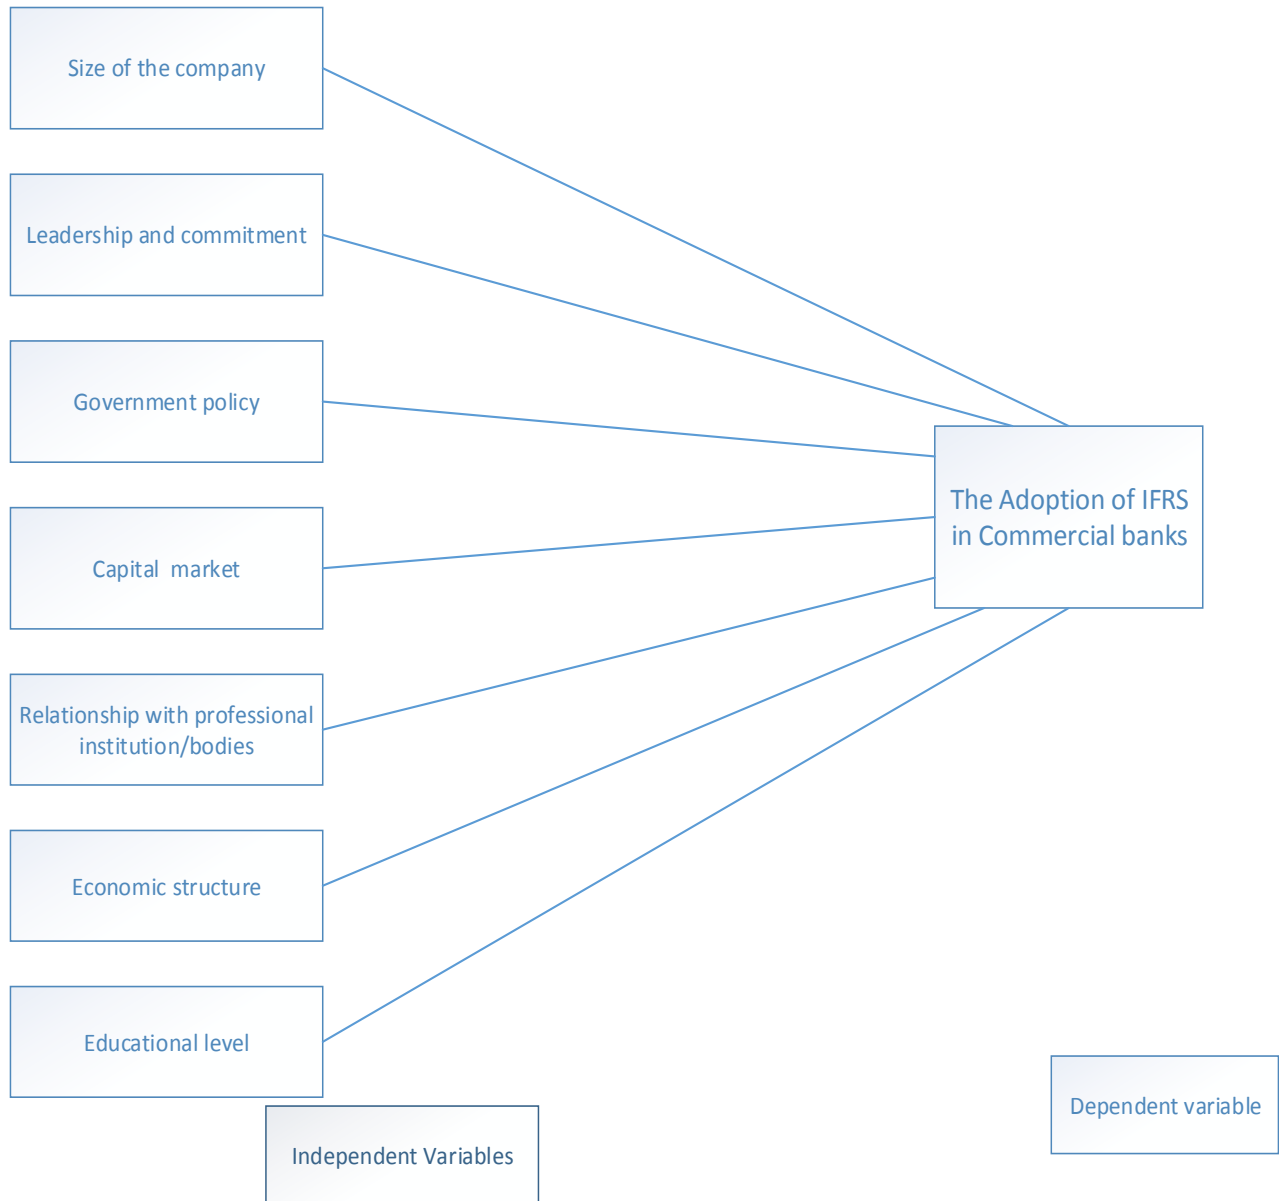 Size of the company
Leadership and commitment
Government policy
Capital  market
Relationship with professional
institution/bodies
Economic structure
Educational level
Independent Variables
The Adoption of IFRS
in Commercial banks
Dependent variable